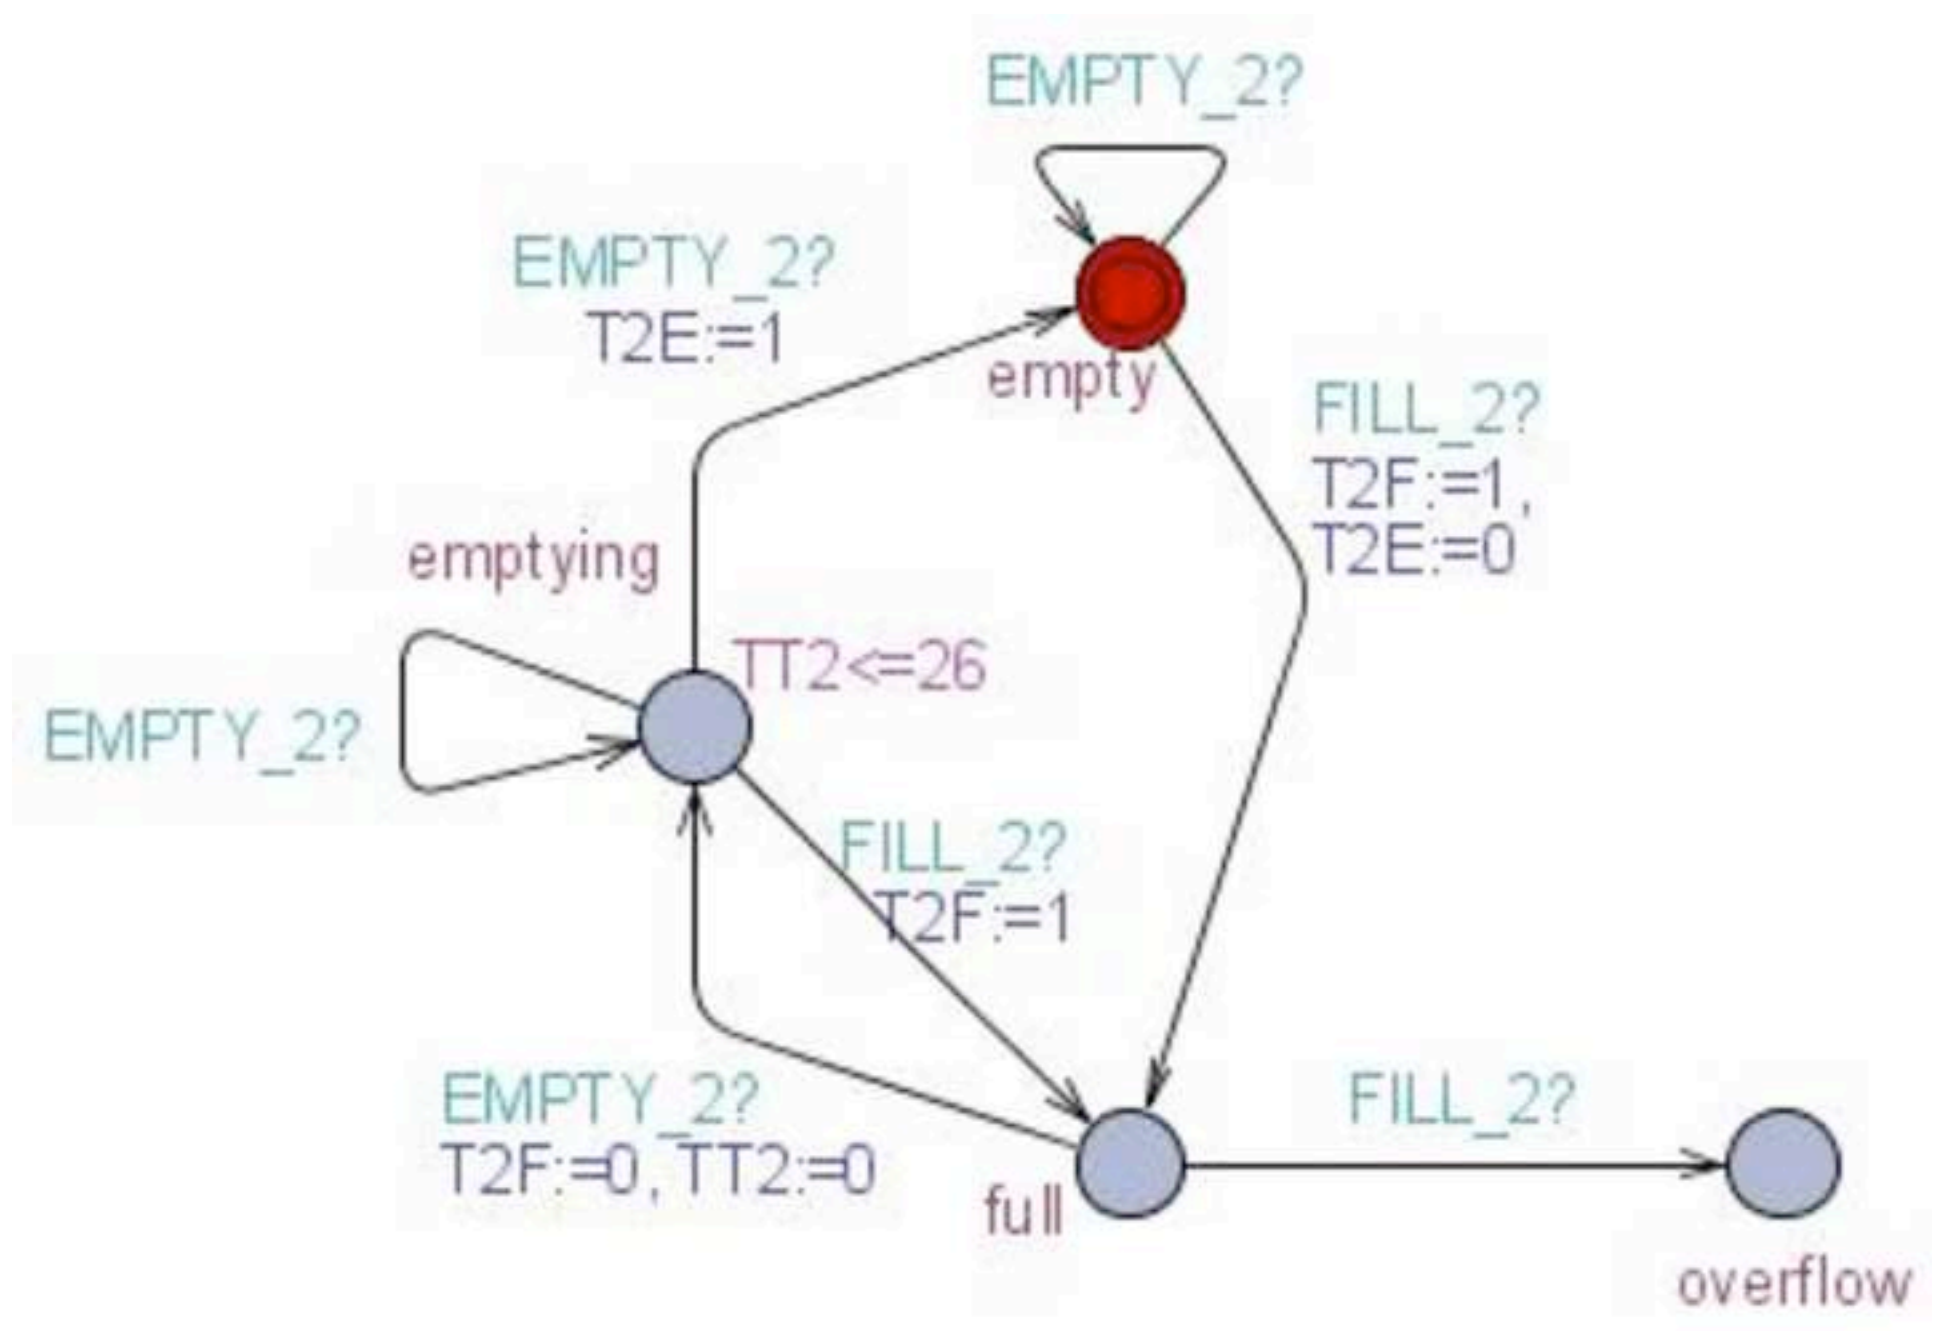 EMPTY_2?
EMPTY_2?
T2E:=1
empty
FILL_2?
T2F:=1,
T2E:=0
emptying
TT2<=26
EMPTY_2?
FILL_2?
T2F:=1
EMPTY_2?
T2F:=0, TT2:=0
FILL_2?
full
overflow